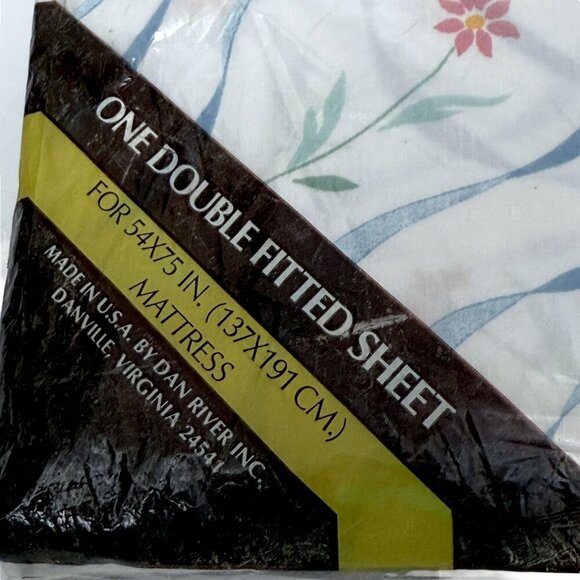 ONE DOUBLE FITTED SHEET
FOR 54X75 IN. (137X191 CM.)
MATTRESS
MADE IN U.S.A. BY DAN RIVER INC.
DANVILLE, VIRGINIA 24541